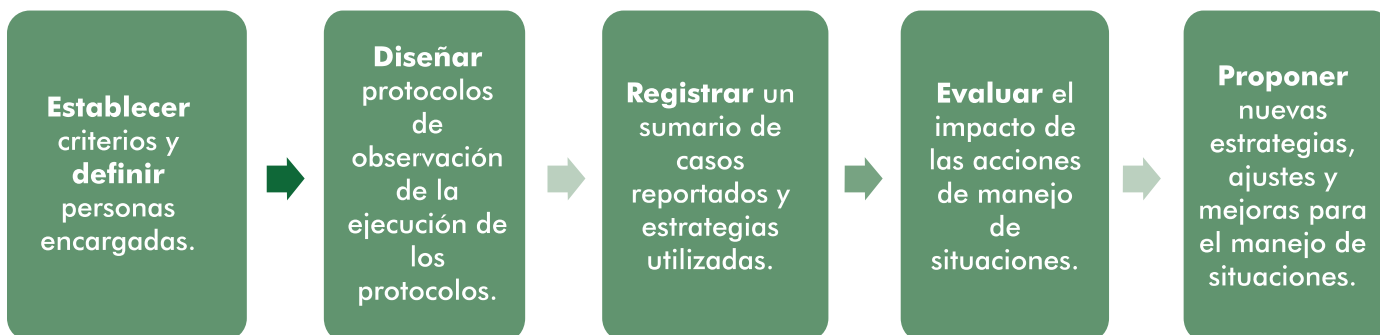 Establecer
criterios y
definir
personas
encargadas.
Diseñar
protocolos
de
observación
de la
ejecución de
los
protocolos.
Registrar un
sumario de
casos
reportados y
estrategias
utilizadas.
Evaluar el
impacto de
las acciones
de manejo
de
situaciones.
Proponer
nuevas
estrategias,
ajustes y
mejoras para
el manejo de
situaciones.